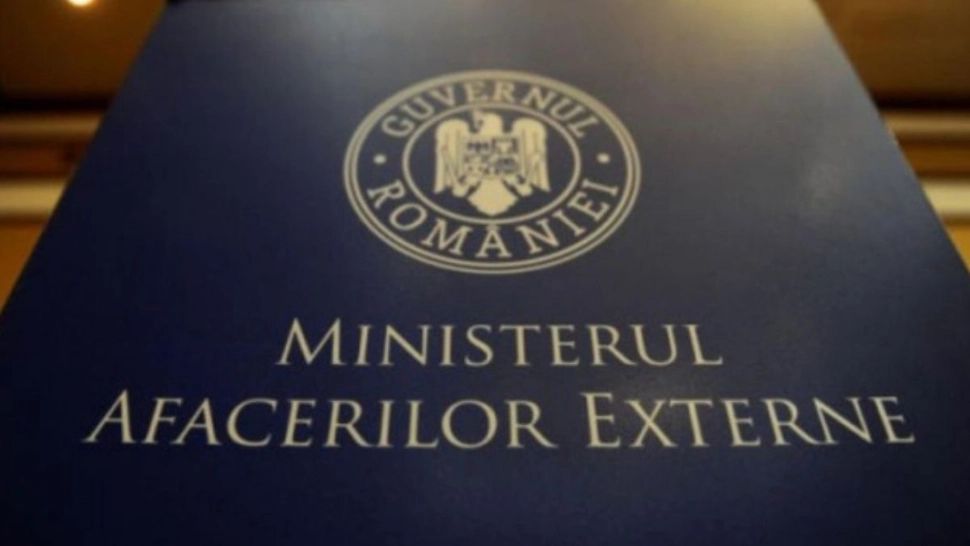 GUVERNUL
ROMÂNIEI
MINISTERUL
AFACERILOR EXTERNE